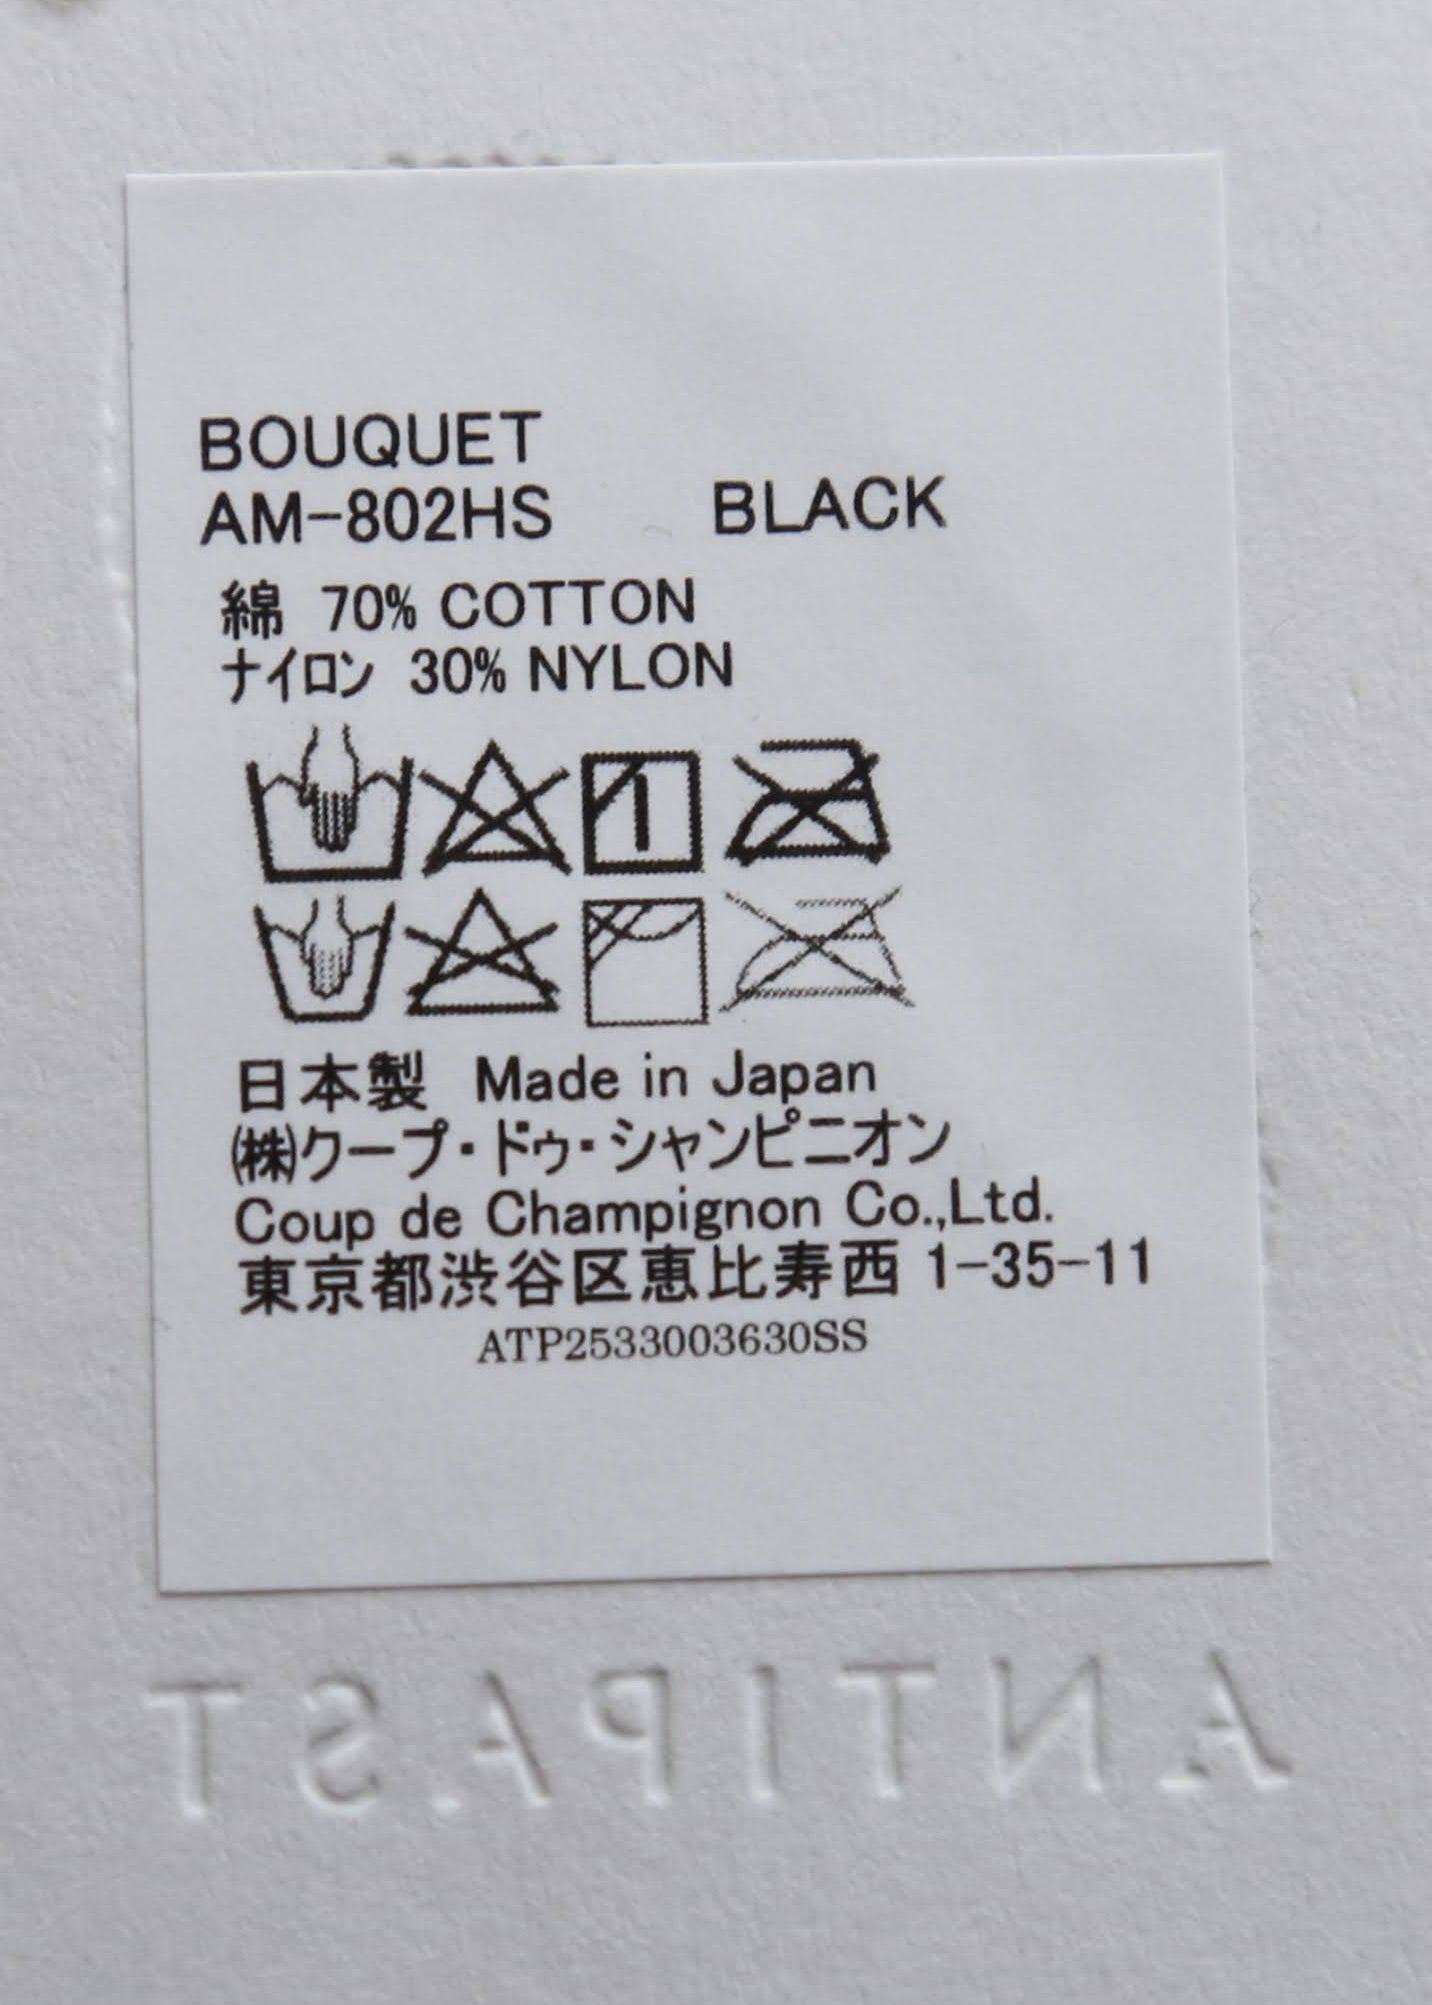 BOUQUET
AM-802HS BLACK
綿 70% COTTON
ナイロン 30% NYLON
日本製 Made in Japan
㈱クープ・ドゥ・シャンピニオン
Coup de Champignon Co.,Ltd.
東京都渋谷区恵比寿西 1-35-11
ATP2533003630SS
ANTIPAST